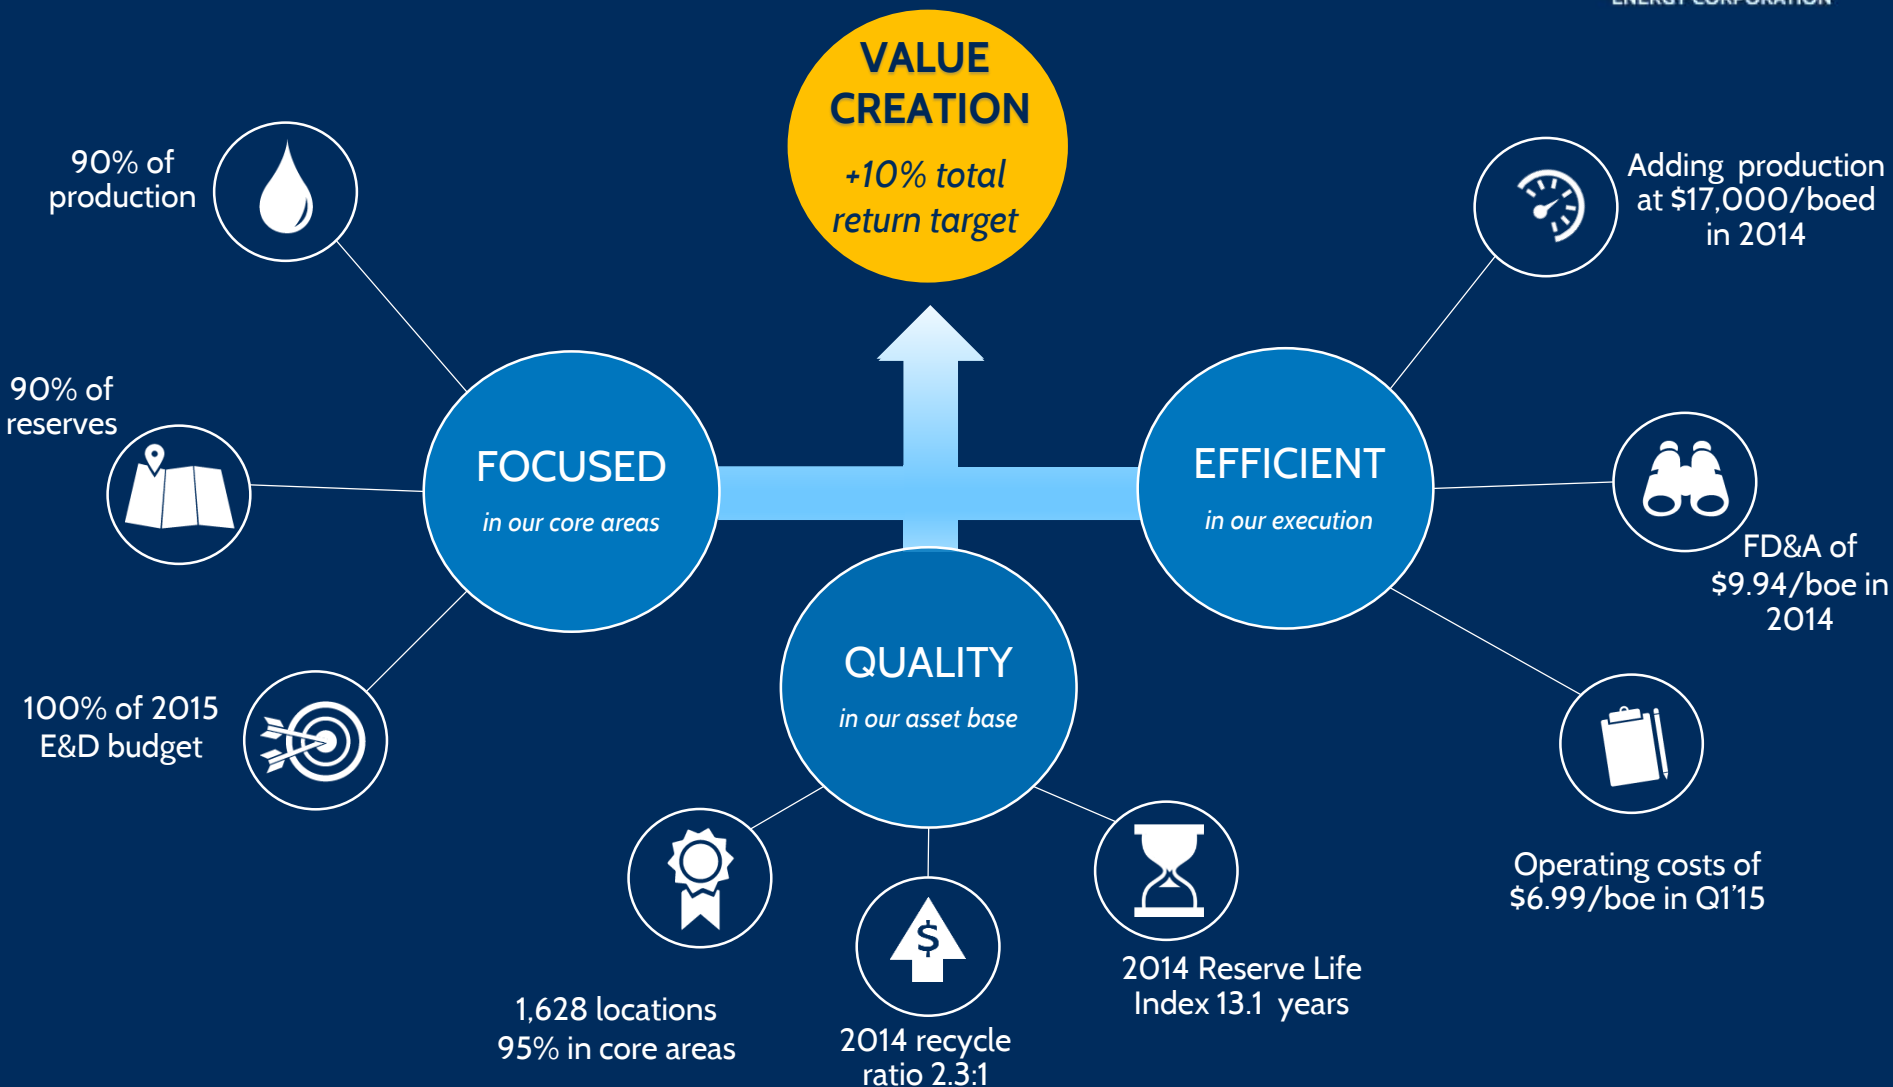 ENERGY CORPORATION
VALUE
CREATION
+10% total
return target
90% of
production
90% of
reserves
100% of 2015
E&D budget
FOCUSED
in our core areas
EFFICIENT
in our execution
QUALITY
in our asset base
Adding production
at $17,000/boed
in 2014
FD&A of
$9.94/boe in
2014
Operating costs of
$6.99/boe in Q1'15
1,628 locations
95% in core areas
$
2014 recycle
ratio 2.3:1
2014 Reserve Life
Index 13.1 years